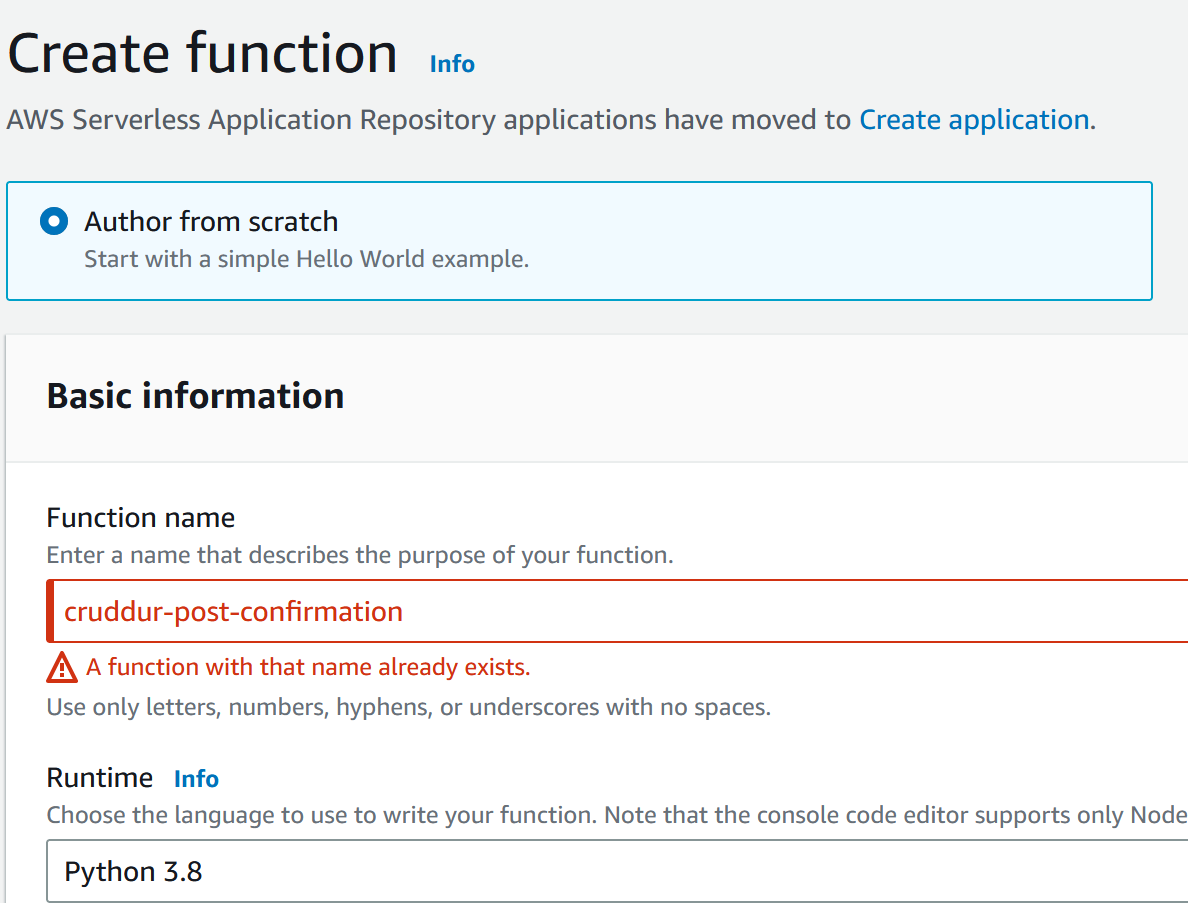 Create function Info
AWS Serverless Application Repository applications have moved to Create application.
Author from scratch
Start with a simple Hello World example.
Basic information
Function name
Enter a name that describes the purpose of your function.
cruddur-post-confirmation
A function with that name already exists.
Use only letters, numbers, hyphens, or underscores with no spaces.
Runtime Info
Choose the language to use to write your function. Note that the console code editor supports only Node
Python 3.8